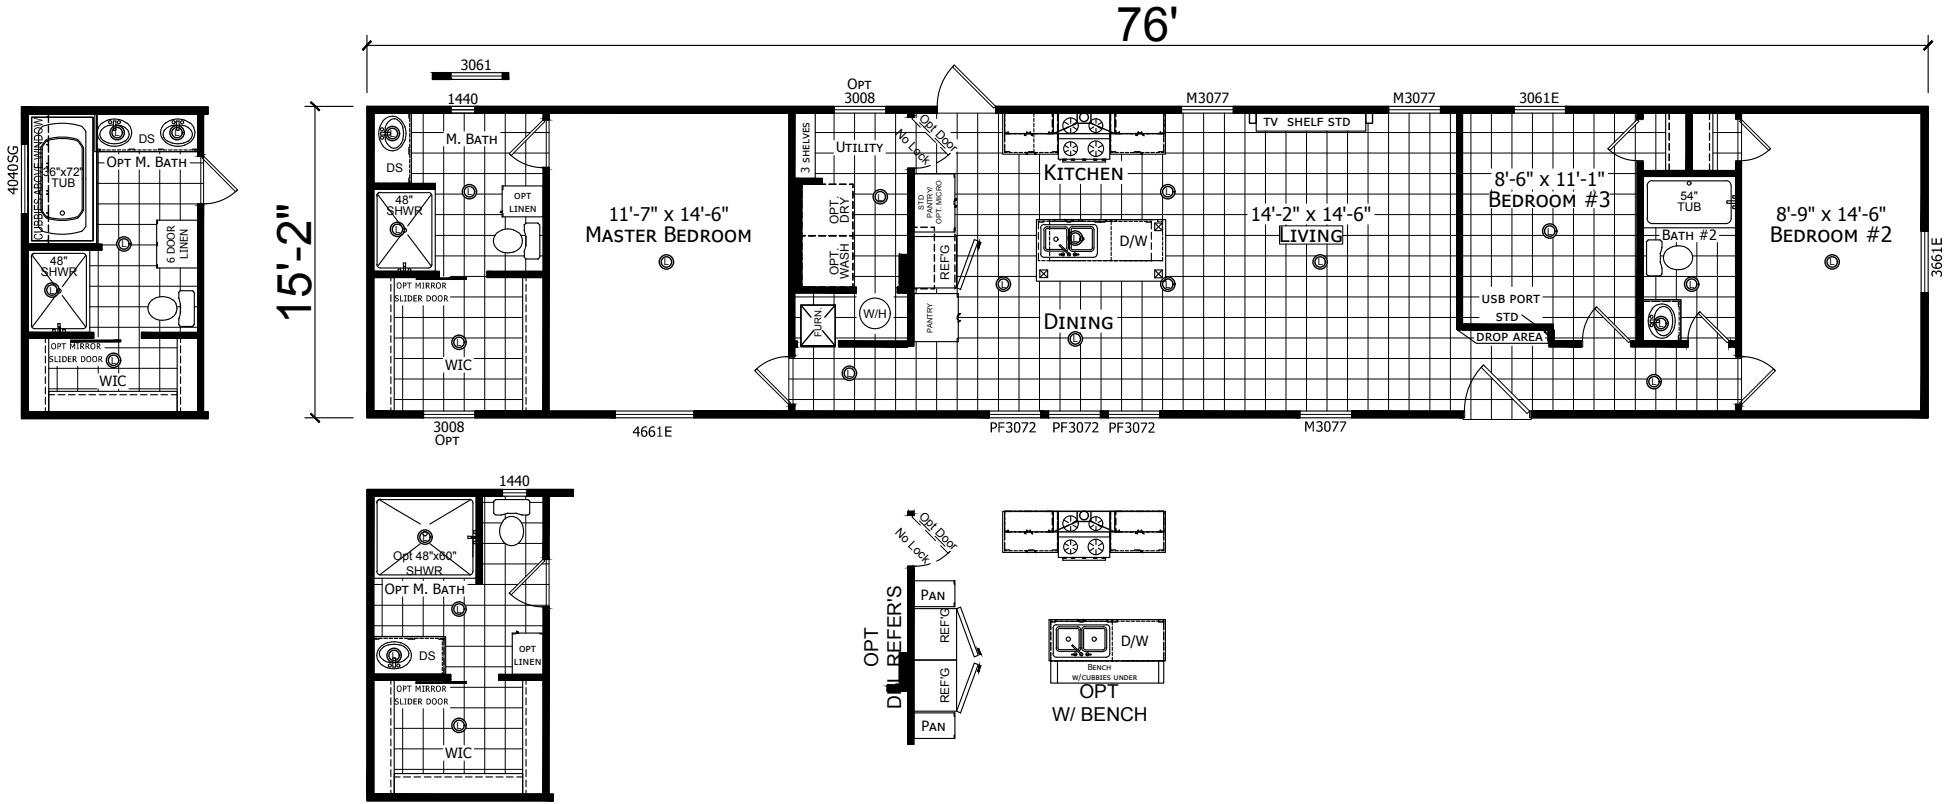 76'
15'-2"
3061
1440
M. BATH
DS
48"
SHWR
OPT
LINEN
OPT MIRROR
SLIDER DOOR
WIC
3008
OPT
11'-7" x 14'-6"
MASTER BEDROOM
4661E
OPT
3008
3 SHELVES
UTILITY
OPT.
DRY
OPT.
WASH
FURN.
W/H
Opt Door
No Lock
STD
PANTRY/
OPT. MICRO
REF'G
PANTRY
KITCHEN
D/W
DINING
PF3072
PF3072
PF3072
M3077
M3077
TV SHELF STD
14'-2" x 14'-6"
LIVING
M3077
3061E
8'-6" x 11'-1"
BEDROOM #3
USB PORT
STD
DROP AREA
54"
TUB
BATH #2
8'-9" x 14'-6"
BEDROOM #2
3661E
4040SG
CUBBIES ABOVE WINDOW
36"x72"
TUB
DS
OPT M. BATH
6 DOOR
LINEN
48"
SHWR
OPT MIRROR
SLIDER DOOR
WIC
1440
Opt 48"x60"
SHWR
OPT M. BATH
DS
OPT
LINEN
OPT MIRROR
SLIDER DOOR
WIC
Opt Door
No Lock
OPT
REFER'S
PAN
REF'G
REF'G
PAN
D/W
BENCH
W/CUBBIES UNDER
OPT
W/ BENCH